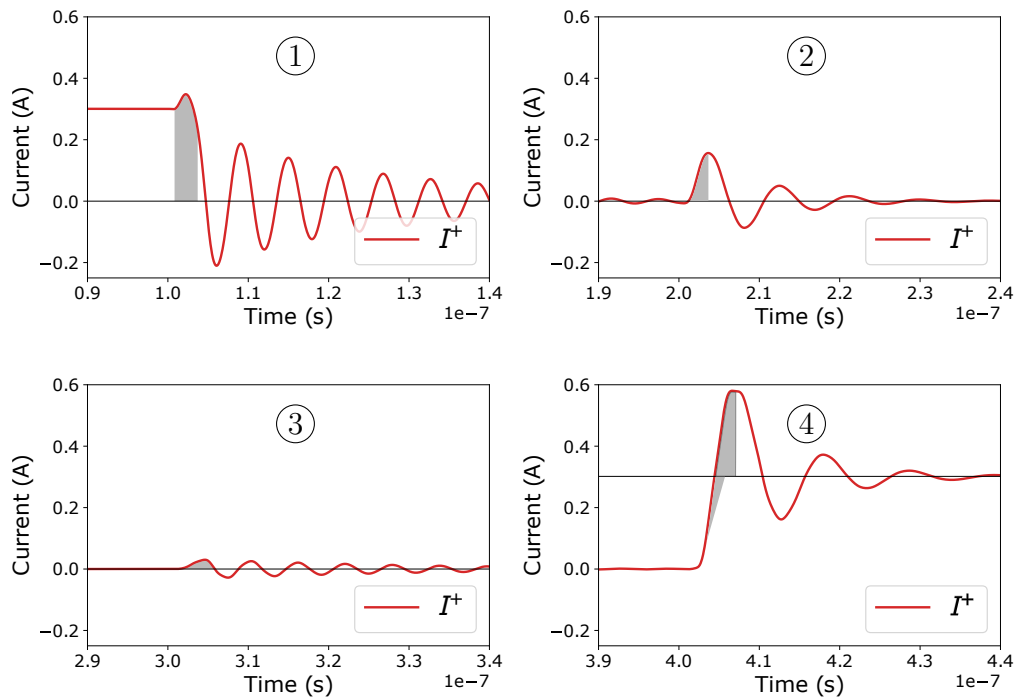 ①
Current (A)
0.6
0.4
0.2
0.0
−0.2
I⁺
0.9 1.0 1.1 1.2 1.3 1.4
Time (s)
1e−7
②
Current (A)
0.6
0.4
0.2
0.0
−0.2
I⁺
1.9 2.0 2.1 2.2 2.3 2.4
Time (s)
1e−7
③
Current (A)
0.6
0.4
0.2
0.0
−0.2
I⁺
2.9 3.0 3.1 3.2 3.3 3.4
Time (s)
1e−7
④
Current (A)
0.6
0.4
0.2
0.0
−0.2
I⁺
3.9 4.0 4.1 4.2 4.3 4.4
Time (s)
1e−7